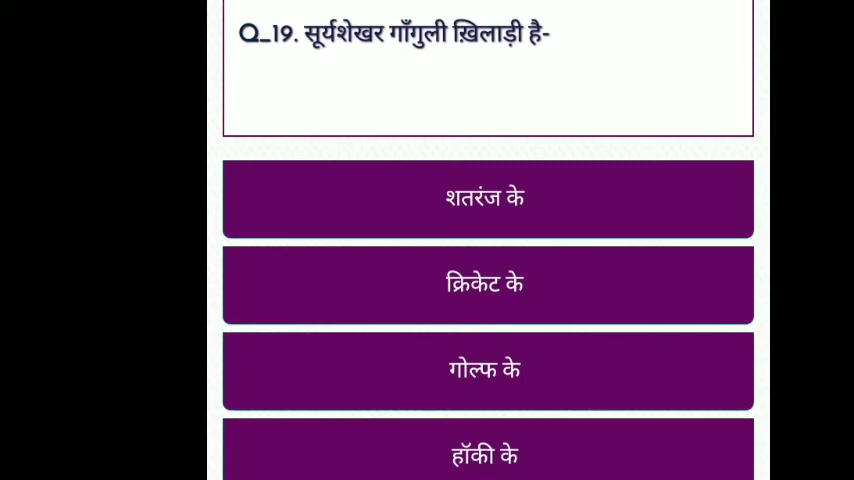 Q_19. सूर्यशेखर गाँगुली ख़िलाड़ी है-
शतरंज के
क्रिकेट के
गोल्फ के
हॉकी के